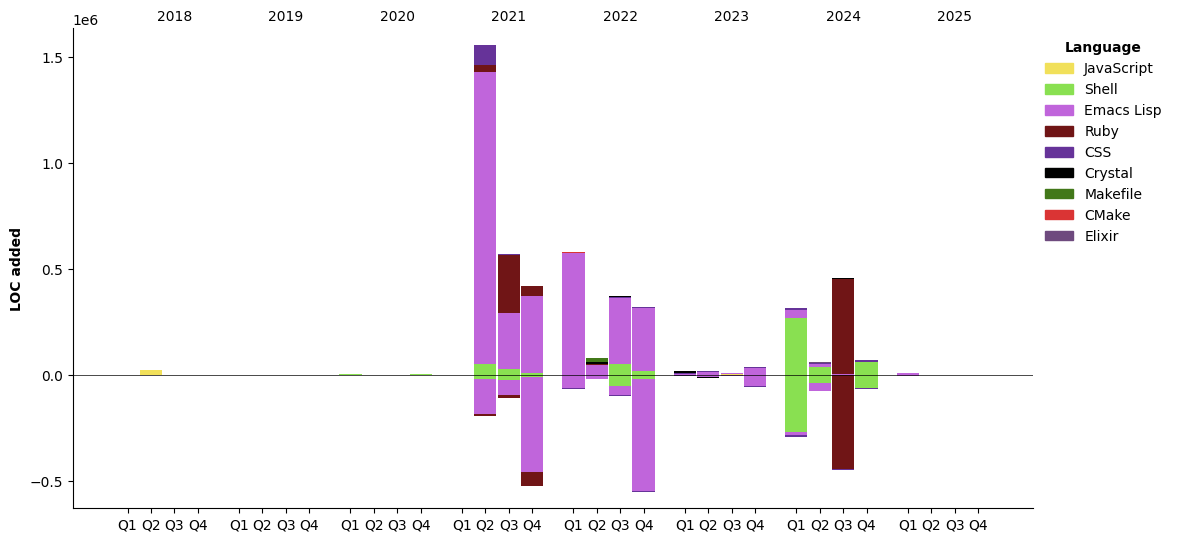 1e6
2018 2019 2020 2021 2022 2023 2024 2025
1.5
1.0
0.5
0.0
−0.5
LOC added
Q1 Q2 Q3 Q4 Q1 Q2 Q3 Q4 Q1 Q2 Q3 Q4 Q1 Q2 Q3 Q4 Q1 Q2 Q3 Q4 Q1 Q2 Q3 Q4 Q1 Q2 Q3 Q4 Q1 Q2 Q3 Q4
Language
JavaScript
Shell
Emacs Lisp
Ruby
CSS
Crystal
Makefile
CMake
Elixir